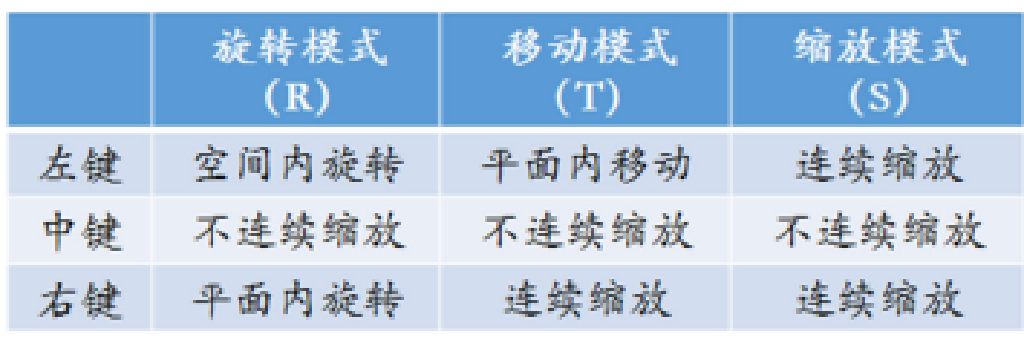 旋转模式 移动模式 缩放模式
(R) (T) (S)
左键 空间内旋转 平面内移动 连续缩放
中键 不连续缩放 不连续缩放 不连续缩放
右键 平面内旋转 连续缩放 连续缩放